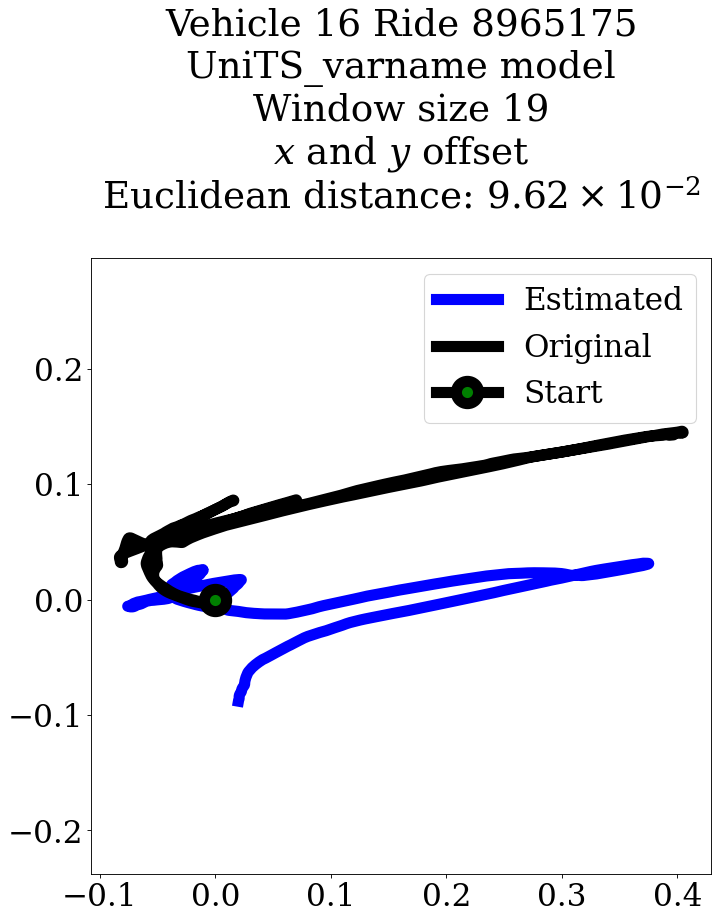 Vehicle 16 Ride 8965175
UniTS_varname model
Window size 19
x and y offset
Euclidean distance: 9.62 × 10⁻²
Estimated
Original
Start
0.2
0.1
0.0
−0.1
−0.2
−0.1 0.0 0.1 0.2 0.3 0.4